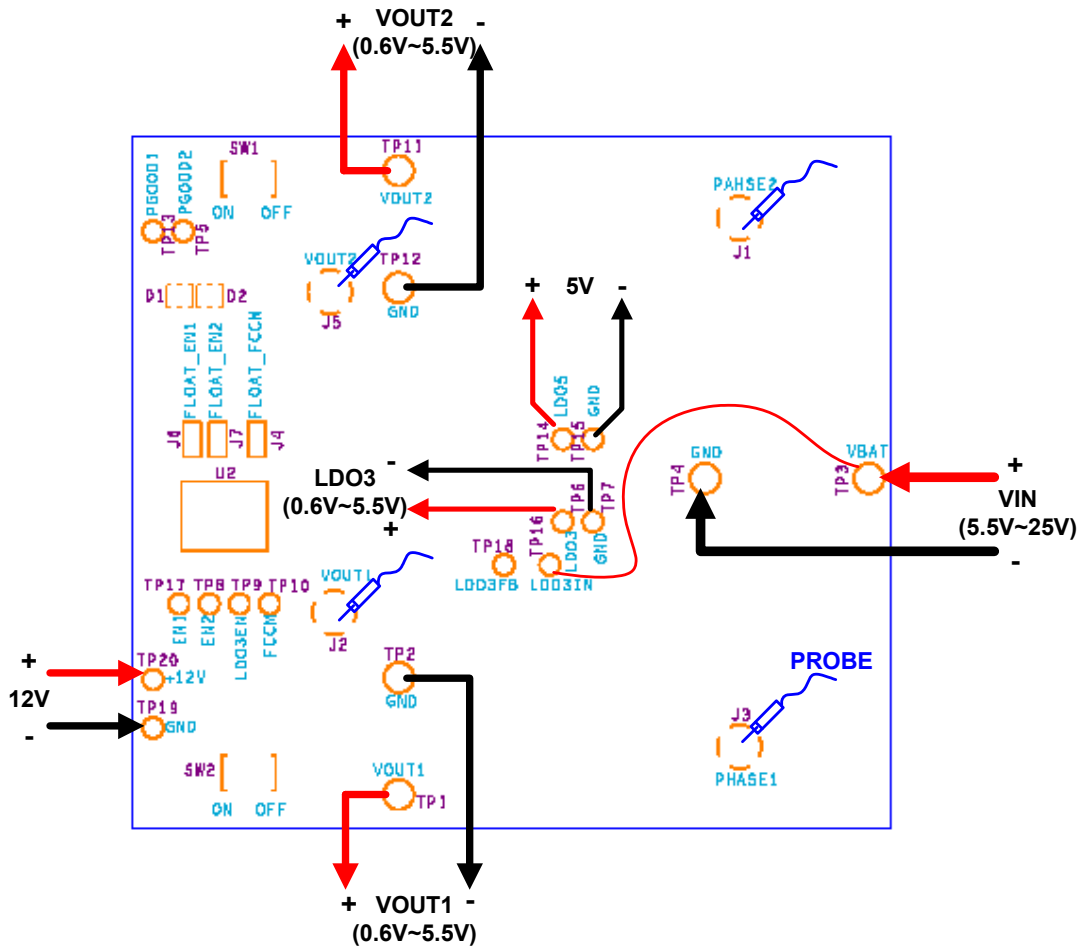 + VOUT2 -
(0.6V~5.5V)
SW1
TP11
PGOOD1
PGOOD2
ON OFF
VOUT2
PAHSE2
TP13
TP5
J1
VOUT2
TP12
D1
D2
GND
J5
+ 5V -
FLOAT_EN1
FLOAT_EN2
FLOAT_FCCM
LDO5
GND
J6
J7
J4
TP14
TP15
GND
VBAT
U2
LDO3
-
(0.6V~5.5V)
+
TP6
TP7
TP4
TP3
+
VIN
(5.5V~25V)
-
TP16
LDO3
GND
TP18
LDO3FB
LDO3IN
TP17
TP8
TP9
TP10
VOUT1
EN1
EN2
LDO3EN
FCCM
J2
+
12V
-
TP20
+12V
TP19
GND
TP2
GND
PROBE
J3
PHASE1
SW2
ON OFF
VOUT1
TP1
+ VOUT1 -
(0.6V~5.5V)